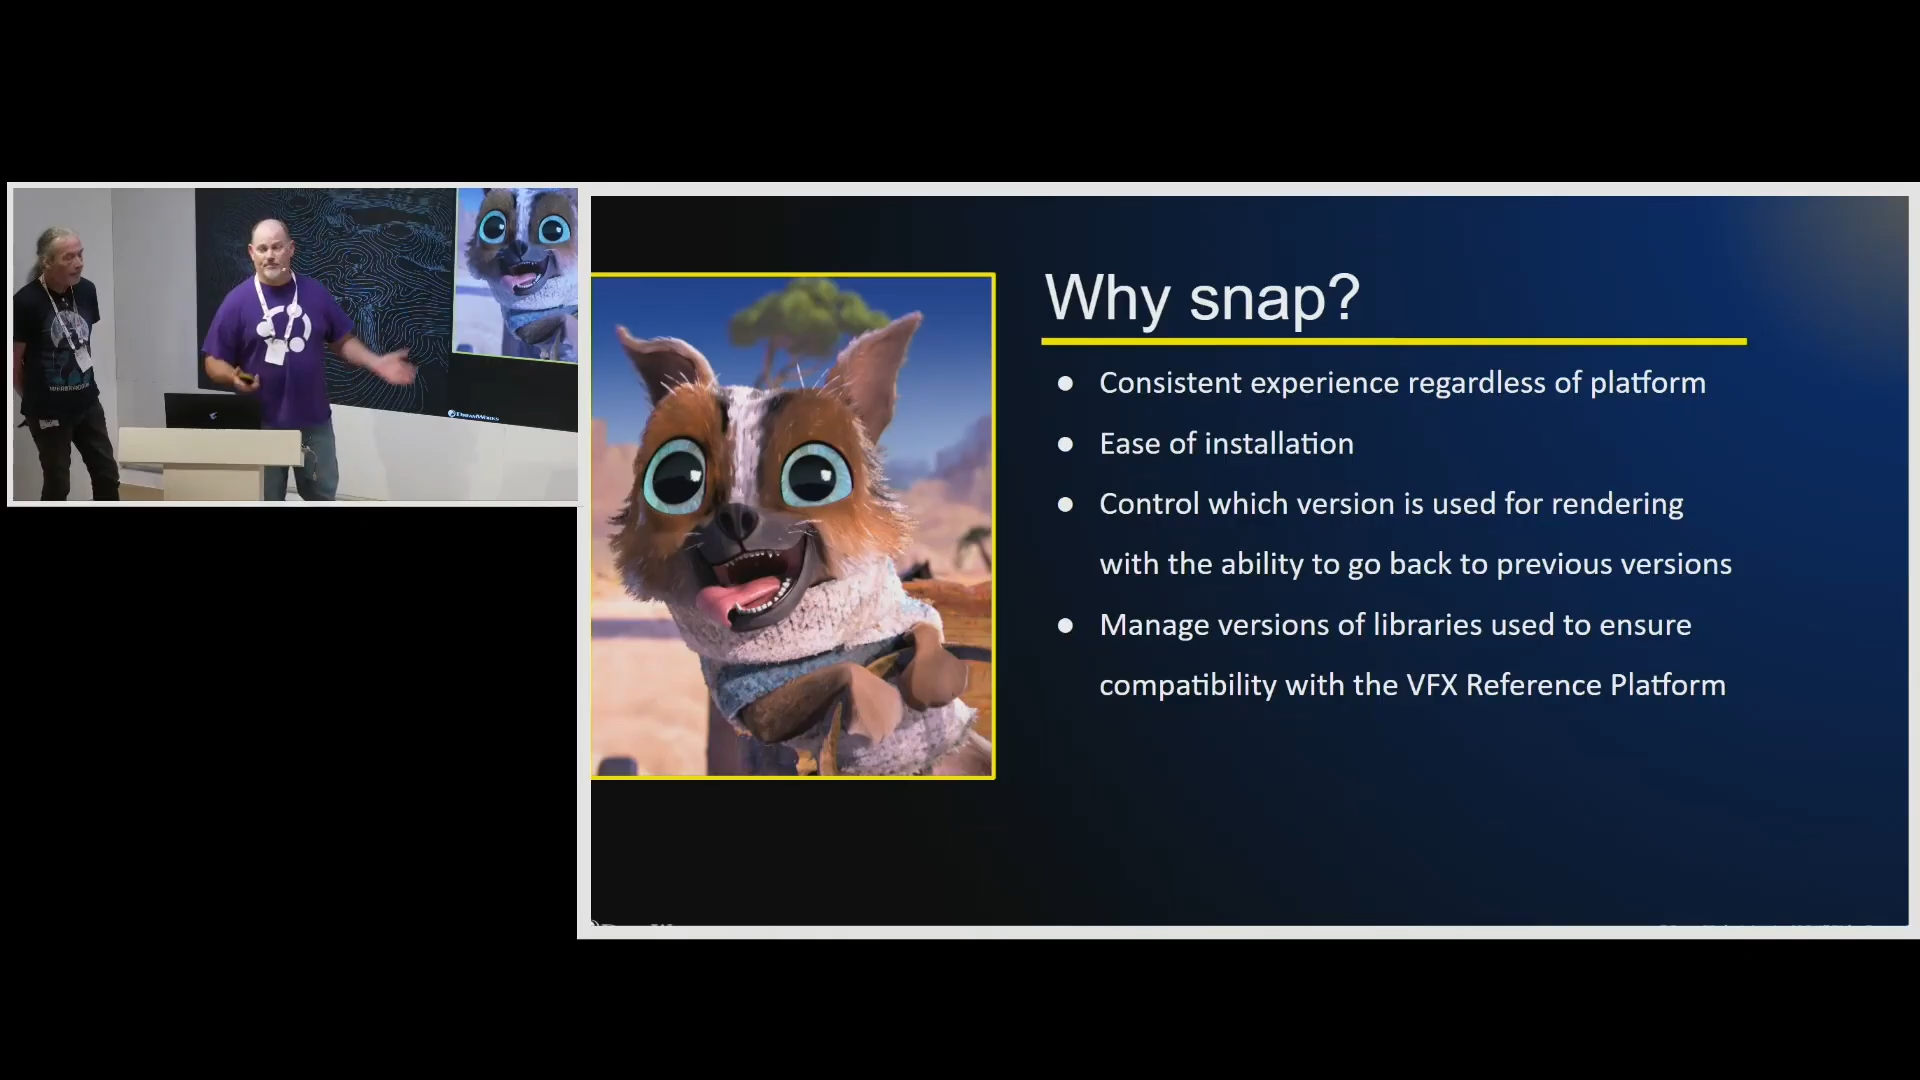 DREAMWORKS
Why snap?
● Consistent experience regardless of platform
● Ease of installation
● Control which version is used for rendering
with the ability to go back to previous versions
● Manage versions of libraries used to ensure
compatibility with the VFX Reference Platform